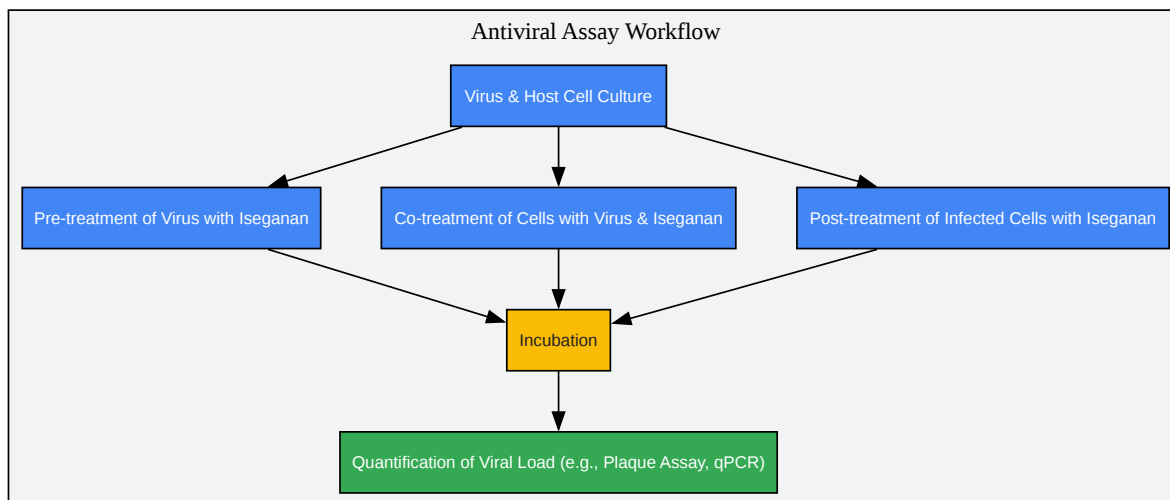 Antiviral Assay Workflow
Virus & Host Cell Culture
Pre-treatment of Virus with Iseganan
Co-treatment of Cells with Virus & Iseganan
Post-treatment of Infected Cells with Iseganan
Incubation
Quantification of Viral Load (e.g., Plaque Assay, qPCR)